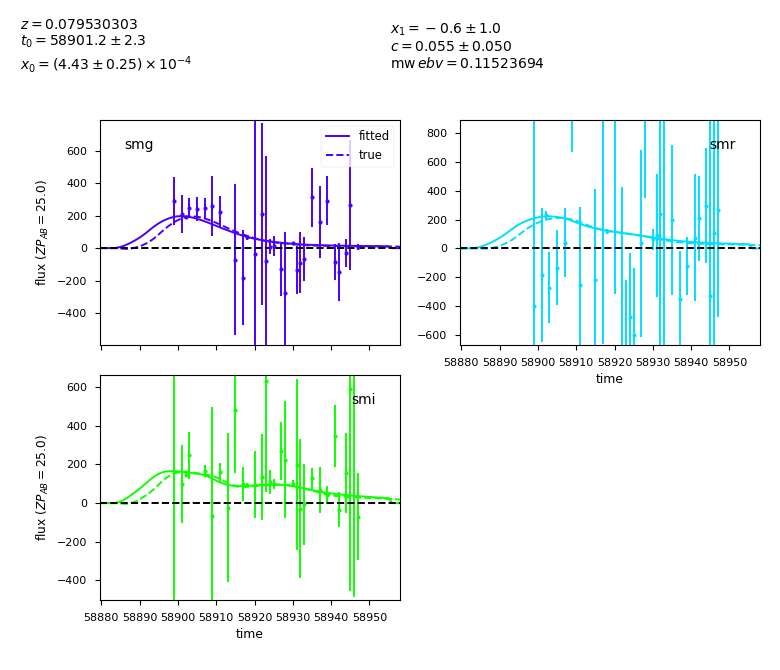 z = 0.079530303
t₀ = 58901.2 ± 2.3
x₀ = (4.43 ± 0.25) × 10⁻⁴
x₁ = −0.6 ± 1.0
c = 0.055 ± 0.050
mw ebv = 0.11523694
smg
fitted
true
600
400
200
0
−200
−400
flux (ZP_AB = 25.0)
smr
800
600
400
200
0
−200
−400
−600
58880 58890 58900 58910 58920 58930 58940 58950
time
smi
600
400
200
0
−200
−400
flux (ZP_AB = 25.0)
58880 58890 58900 58910 58920 58930 58940 58950
time